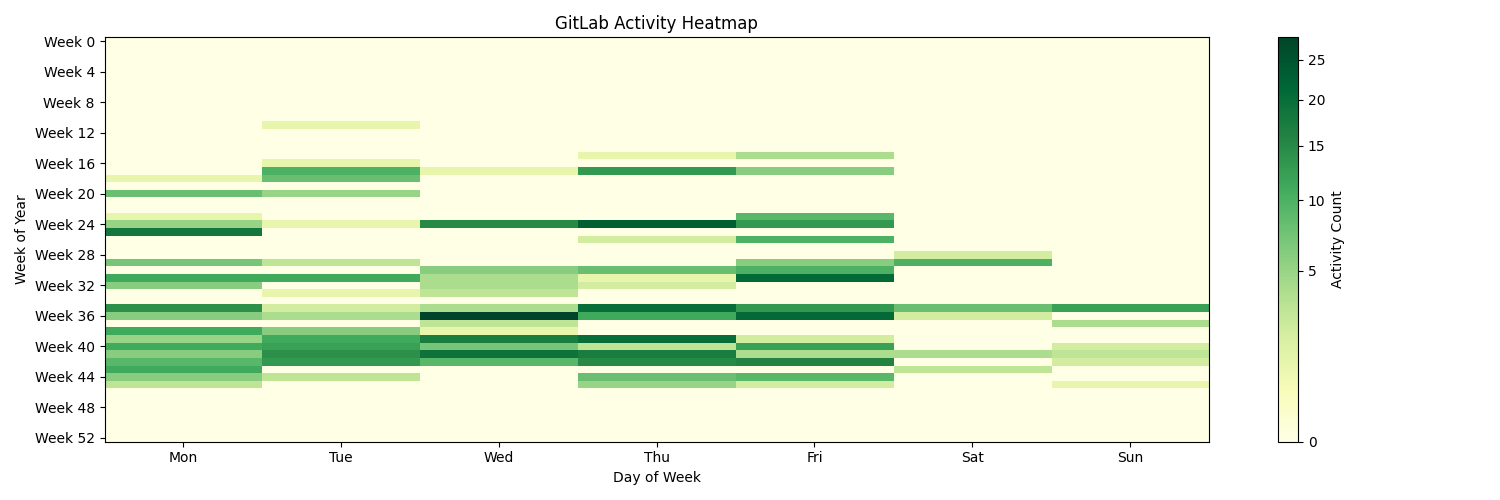 GitLab Activity Heatmap
Week 0
Week 4
Week 8
Week 12
Week 16
Week 20
Week 24
Week 28
Week 32
Week 36
Week 40
Week 44
Week 48
Week 52
Week of Year
Mon Tue Wed Thu Fri Sat Sun
Day of Week
25
20
15
10
5
0
Activity Count